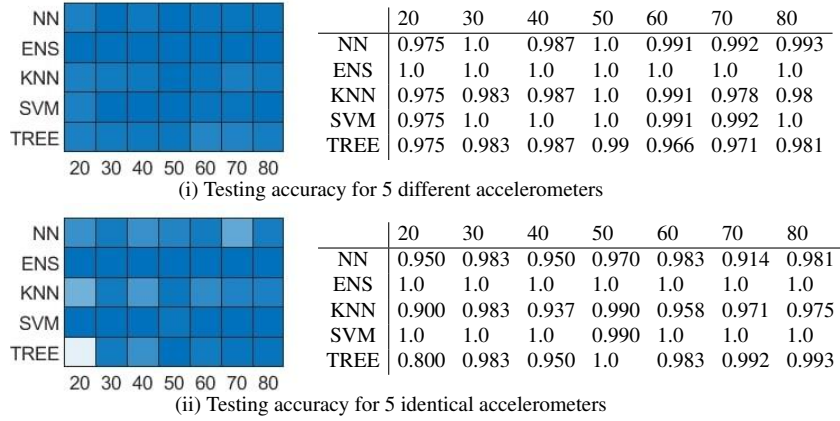 NN
ENS
KNN
SVM
TREE
20 30 40 50 60 70 80
20 30 40 50 60 70 80
NN 0.975 1.0 0.987 1.0 0.991 0.992 0.993
ENS 1.0 1.0 1.0 1.0 1.0 1.0 1.0
KNN 0.975 0.983 0.987 1.0 0.991 0.978 0.98
SVM 0.975 1.0 1.0 1.0 0.991 0.992 1.0
TREE 0.975 0.983 0.987 0.99 0.966 0.971 0.981
(i) Testing accuracy for 5 different accelerometers
NN
ENS
KNN
SVM
TREE
20 30 40 50 60 70 80
20 30 40 50 60 70 80
NN 0.950 0.983 0.950 0.970 0.983 0.914 0.981
ENS 1.0 1.0 1.0 1.0 1.0 1.0 1.0
KNN 0.900 0.983 0.937 0.990 0.958 0.971 0.975
SVM 1.0 1.0 1.0 0.990 1.0 1.0 1.0
TREE 0.800 0.983 0.950 1.0 0.983 0.992 0.993
(ii) Testing accuracy for 5 identical accelerometers